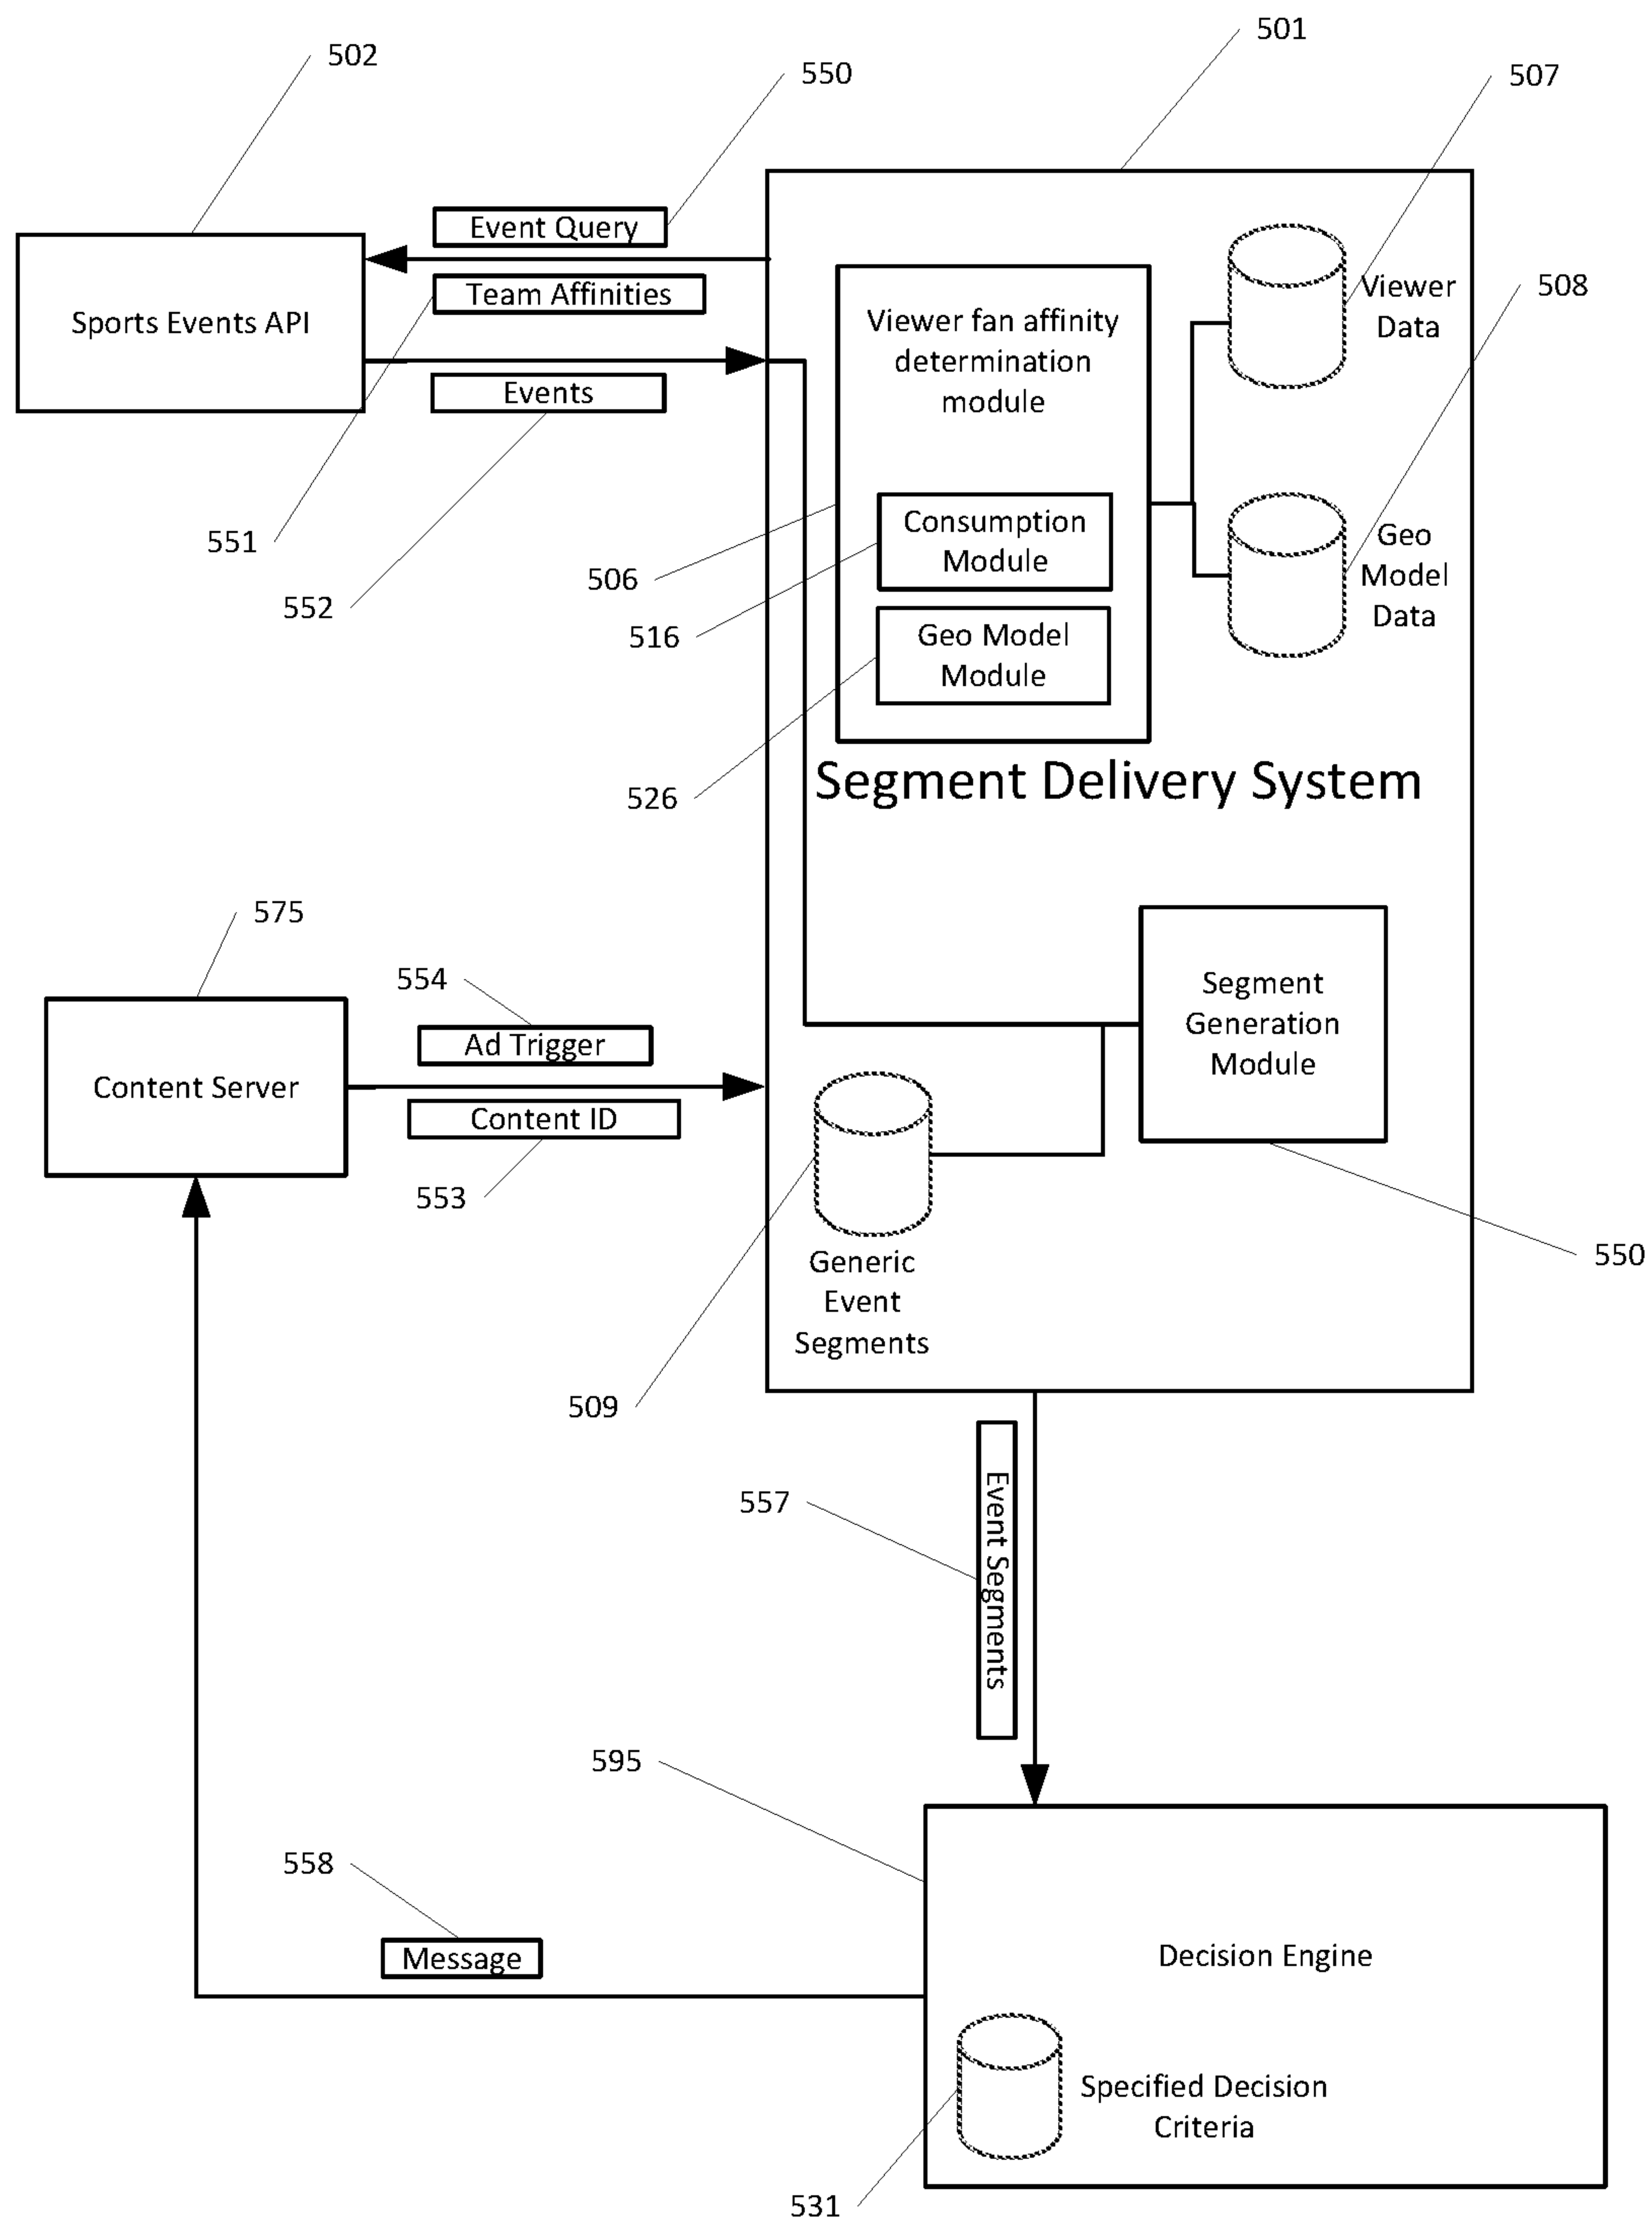 501
502
550
507
Event Query
Sports Events API
Team Affinities
Events
Viewer fan affinity
determination
module
Viewer
Data
508
551
552
506
516
526
Consumption
Module
Geo Model
Module
Geo
Model
Data
Segment Delivery System
575
554
Ad Trigger
Content Server
Content ID
553
Segment
Generation
Module
550
Generic
Event
Segments
509
557
Event Segments
595
558
Message
Decision Engine
Specified Decision
Criteria
531